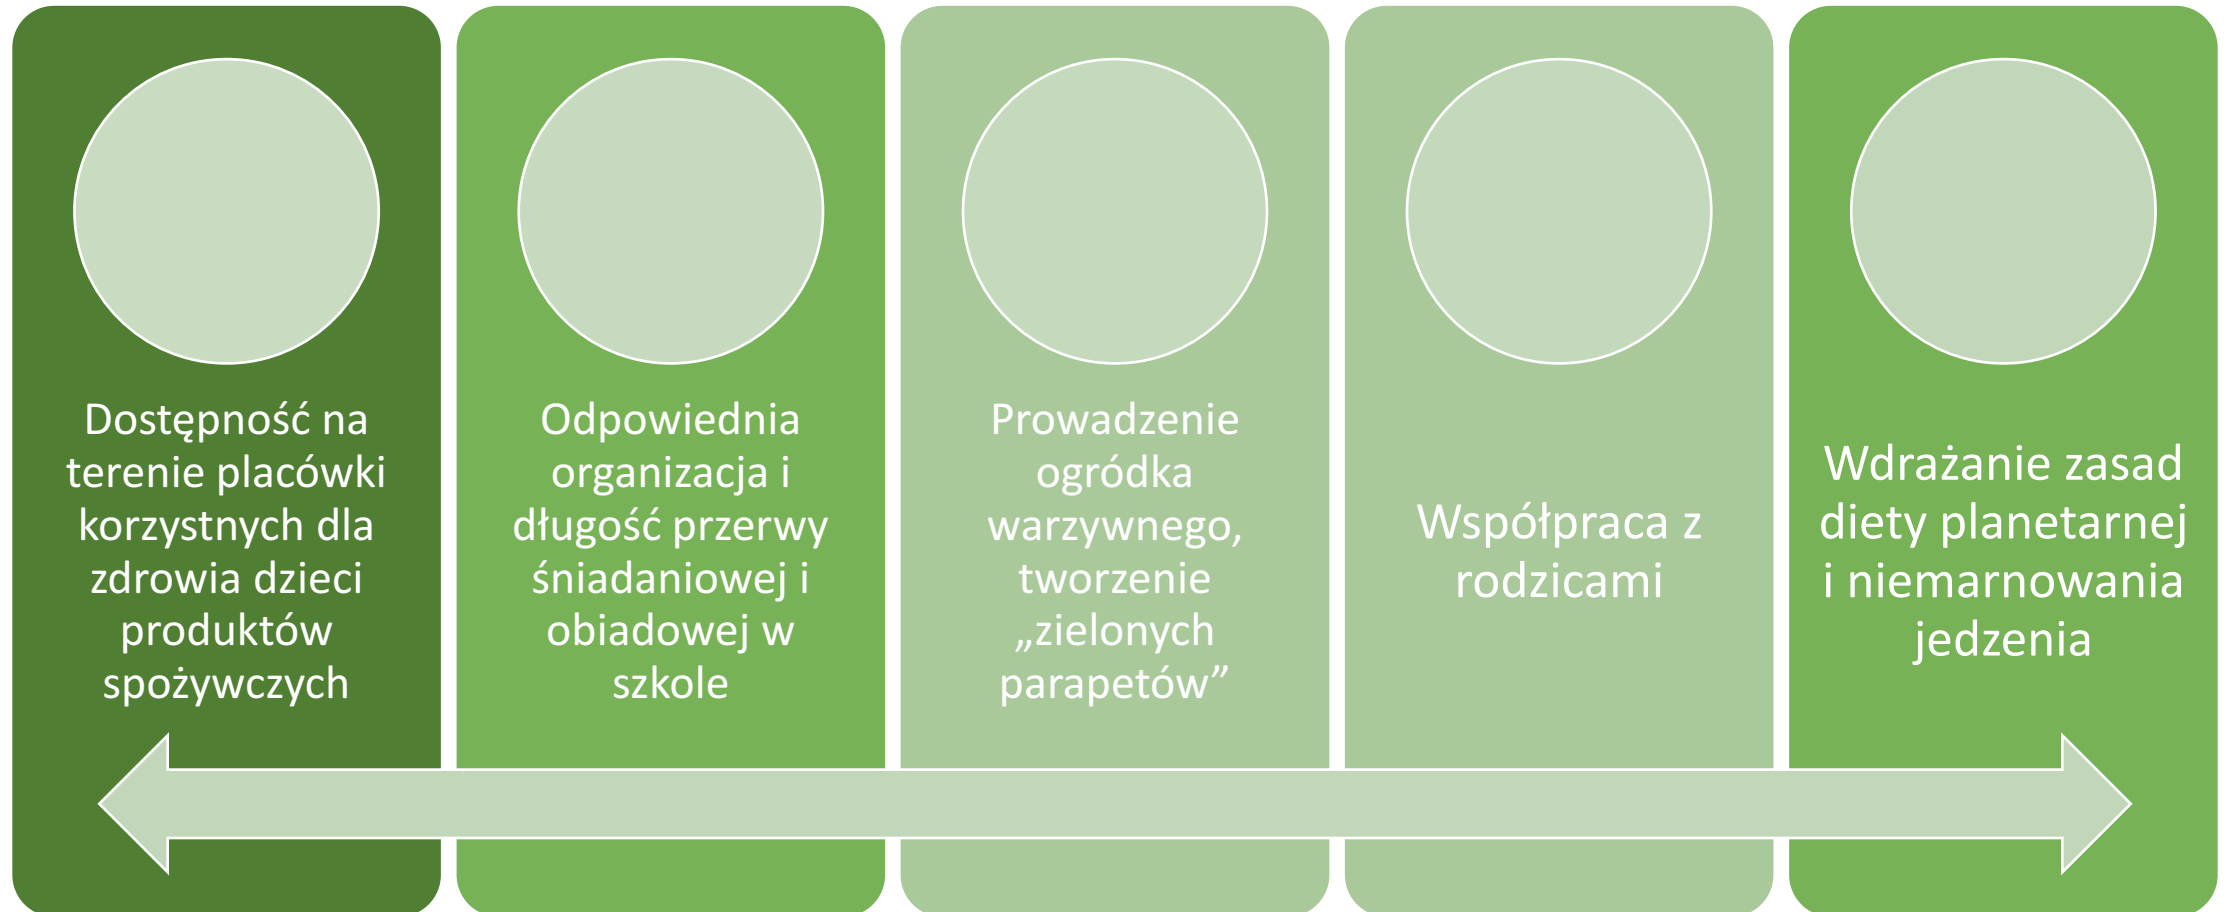 Dostępność na
terenie placówki
korzystnych dla
zdrowia dzieci
produktów
spożywczych
Odpowiednia
organizacja i
długość przerwy
śniadaniowej i
obiadowej w
szkole
Prowadzenie
ogródka
warzywnego,
tworzenie
„zielonych
parapetów”
Współpraca z
rodzicami
Wdrażanie zasad
diety planetarnej
i niemarnowania
jedzenia